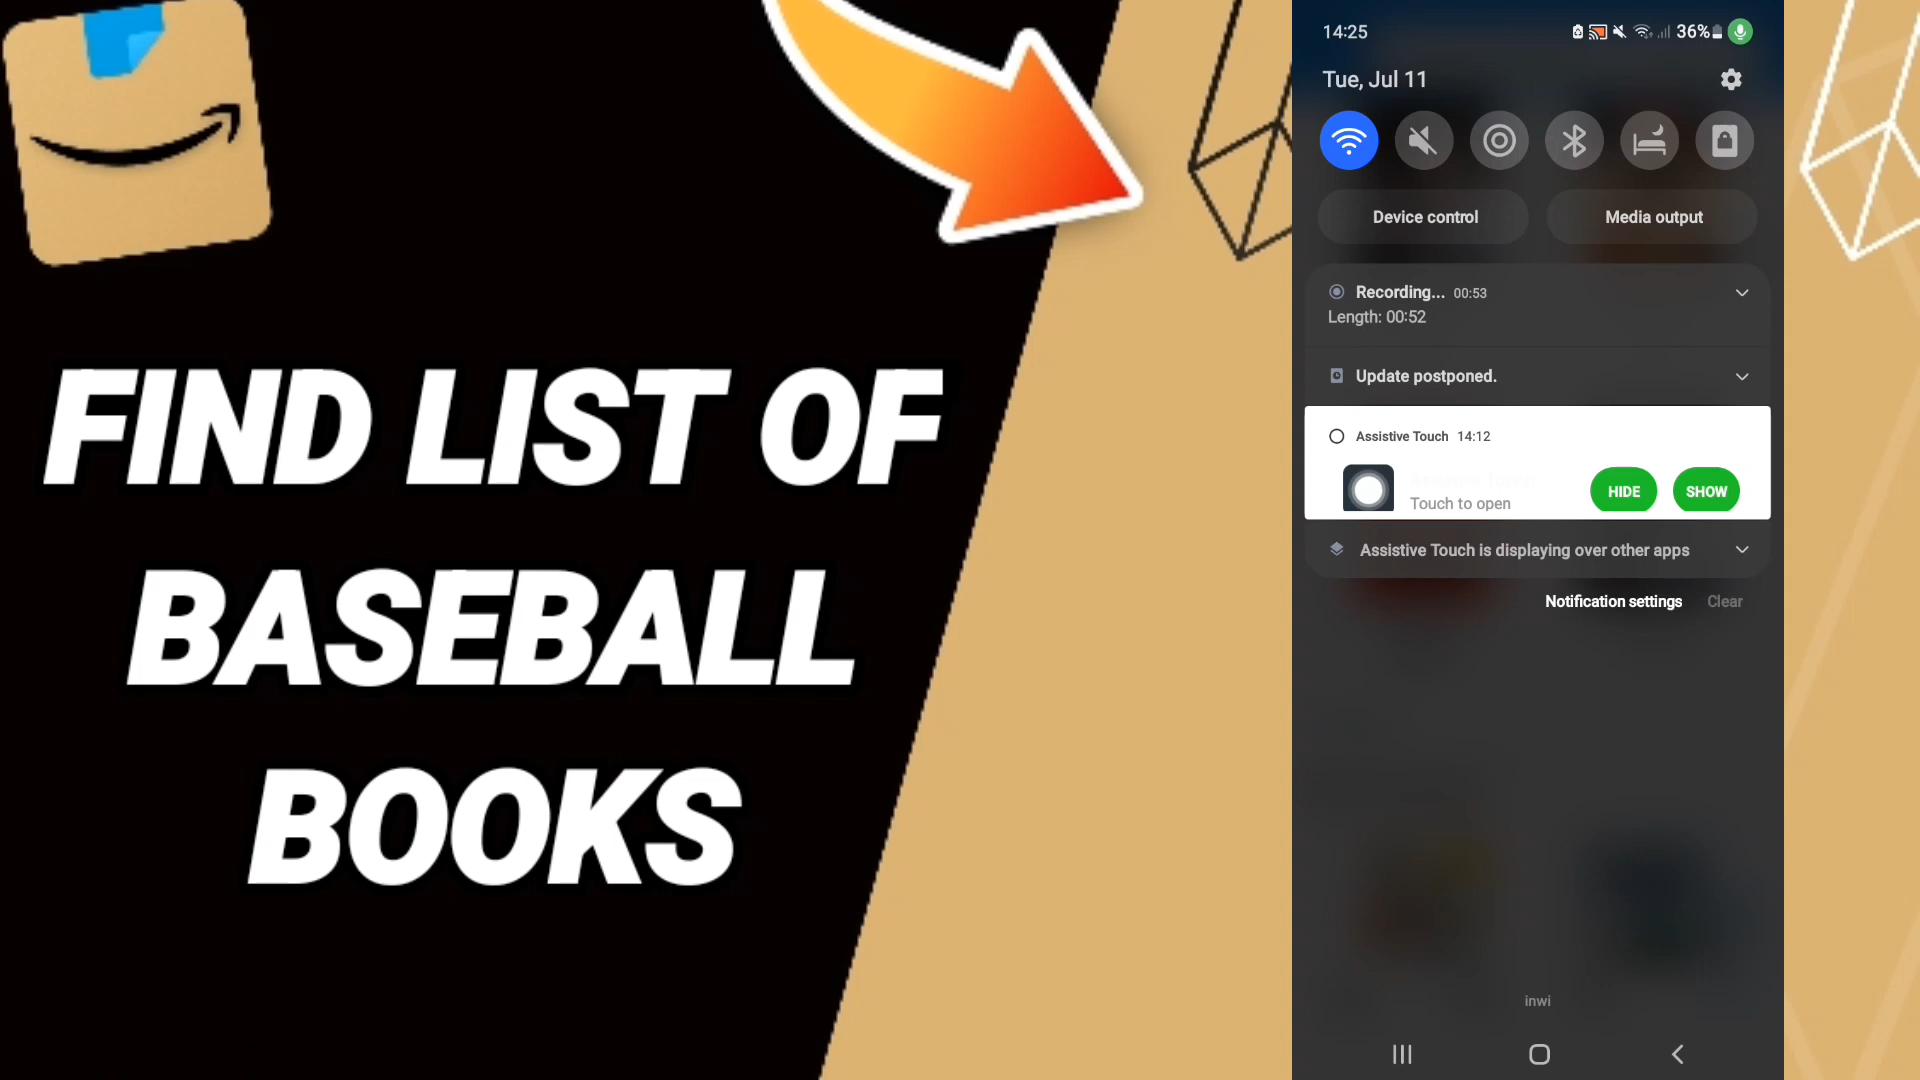 FIND LIST OF
BASEBALL
BOOKS
14:25
36%
Tue, Jul 11
Device control
Media output
Recording... 00:53
Length: 00:52
Update postponed.
Assistive Touch 14:12
Touch to open
HIDE
SHOW
Assistive Touch is displaying over other apps
Notification settings
Clear
inwi